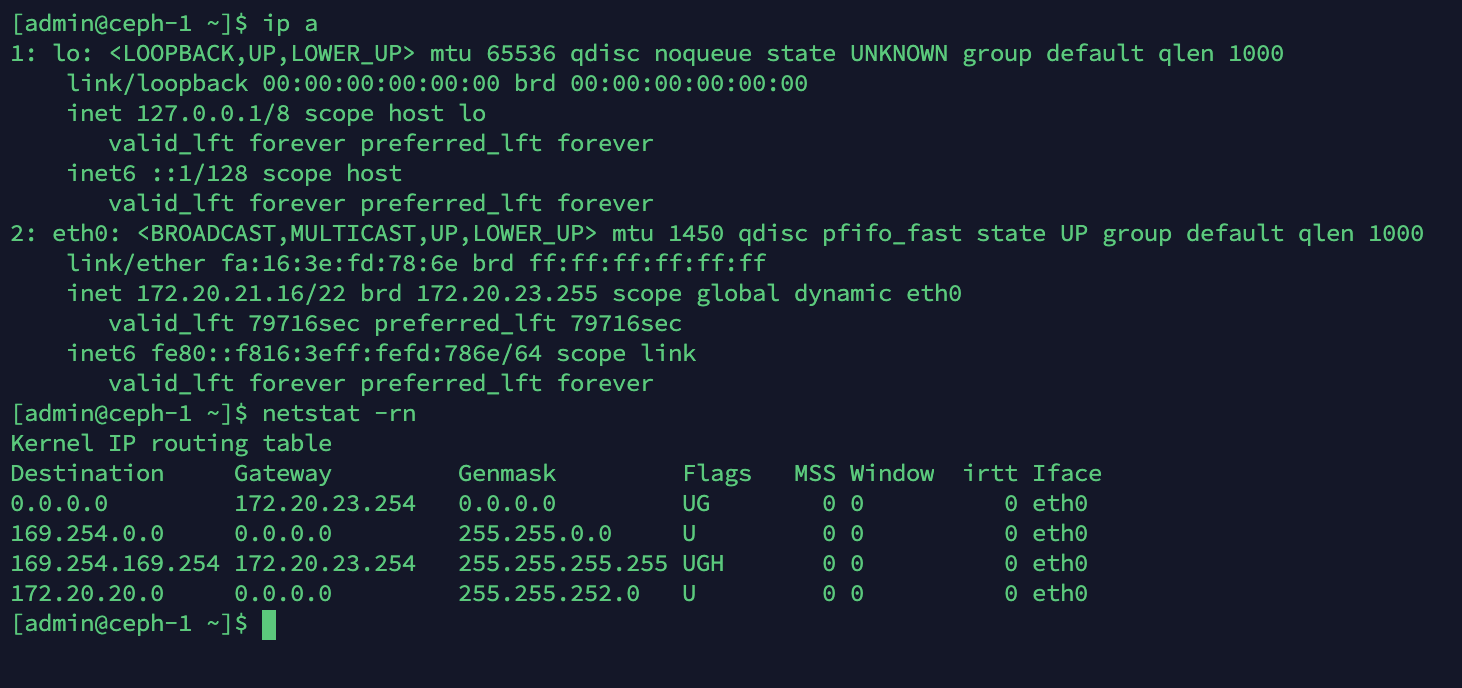 [admin@ceph-1 ~]$ ip a
1: lo: <LOOPBACK,UP,LOWER_UP> mtu 65536 qdisc noqueue state UNKNOWN group default qlen 1000
    link/loopback 00:00:00:00:00:00 brd 00:00:00:00:00:00
    inet 127.0.0.1/8 scope host lo
       valid_lft forever preferred_lft forever
    inet6 ::1/128 scope host
       valid_lft forever preferred_lft forever
2: eth0: <BROADCAST,MULTICAST,UP,LOWER_UP> mtu 1450 qdisc pfifo_fast state UP group default qlen 1000
    link/ether fa:16:3e:fd:78:6e brd ff:ff:ff:ff:ff:ff
    inet 172.20.21.16/22 brd 172.20.23.255 scope global dynamic eth0
       valid_lft 79716sec preferred_lft 79716sec
    inet6 fe80::f816:3eff:fefd:786e/64 scope link
       valid_lft forever preferred_lft forever
[admin@ceph-1 ~]$ netstat -rn
Kernel IP routing table
Destination     Gateway         Genmask         Flags   MSS Window  irtt Iface
0.0.0.0         172.20.23.254   0.0.0.0         UG        0 0          0 eth0
169.254.0.0     0.0.0.0         255.255.0.0     U         0 0          0 eth0
169.254.169.254 172.20.23.254   255.255.255.255 UGH       0 0          0 eth0
172.20.20.0     0.0.0.0         255.255.252.0   U         0 0          0 eth0
[admin@ceph-1 ~]$